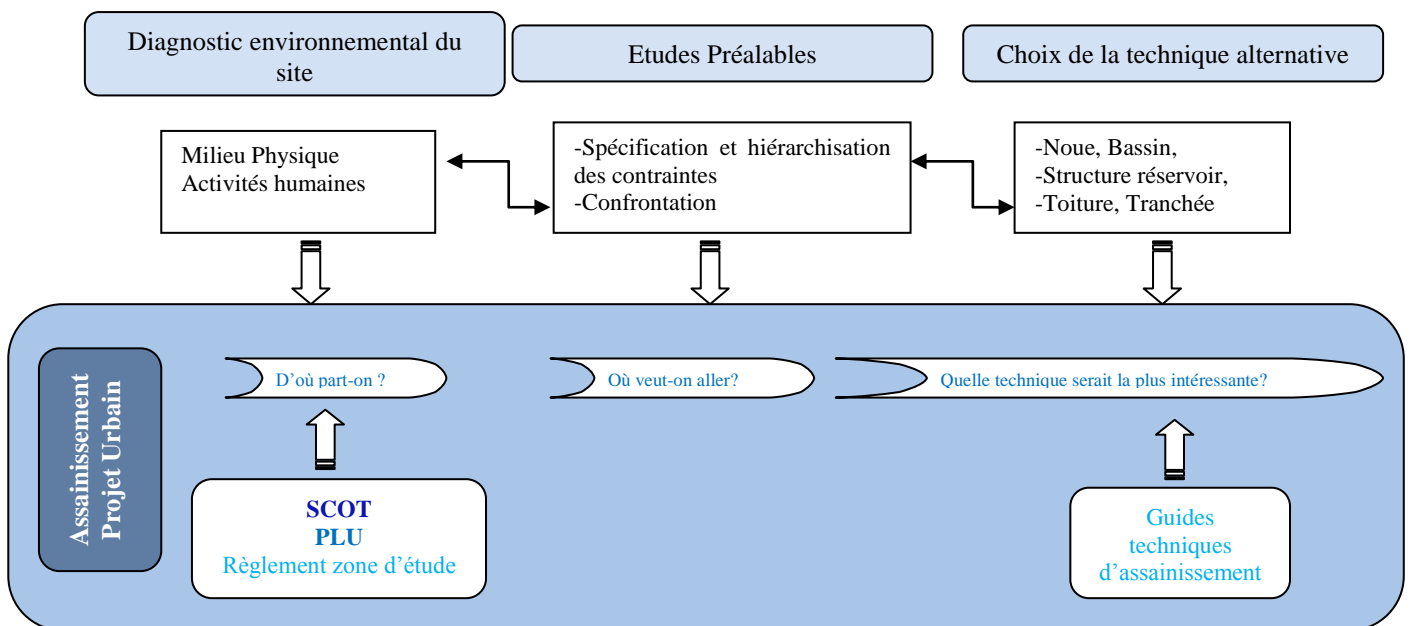 Diagnostic environnemental du
site
Etudes Préalables
Choix de la technique alternative
Milieu Physique
Activités humaines
-Spécification et hiérarchisation
des contraintes
-Confrontation
-Noue, Bassin,
-Structure réservoir,
-Toiture, Tranchée
Assainissement
Projet Urbain
D’où part-on ?
Où veut-on aller?
Quelle technique serait la plus intéressante?
SCOT
PLU
Règlement zone d’étude
Guides
techniques
d’assainissement